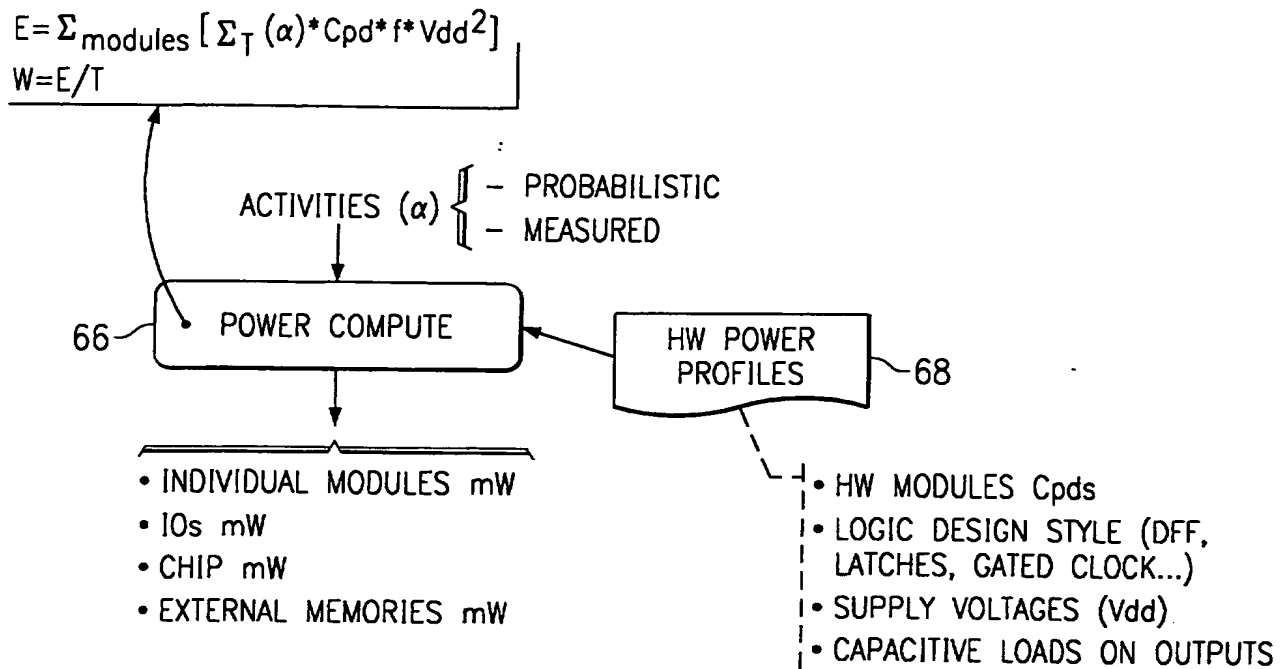 E=Σmodules [ΣT (α)*Cpd*f*Vdd²]
W=E/T
ACTIVITIES (α)
- PROBABILISTIC
- MEASURED
66
POWER COMPUTE
HW POWER
PROFILES
68
• INDIVIDUAL MODULES mW
• IOs mW
• CHIP mW
• EXTERNAL MEMORIES mW
• HW MODULES Cpds
• LOGIC DESIGN STYLE (DFF,
LATCHES, GATED CLOCK...)
• SUPPLY VOLTAGES (Vdd)
• CAPACITIVE LOADS ON OUTPUTS